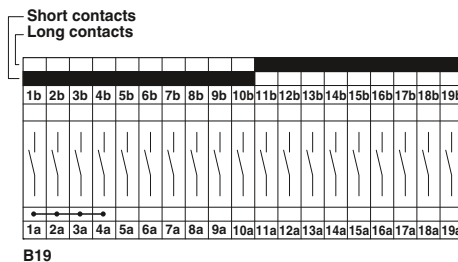 Short contacts
Long contacts
1b 2b 3b 4b 5b 6b 7b 8b 9b 10b 11b 12b 13b 14b 15b 16b 17b 18b 19b
1a 2a 3a 4a 5a 6a 7a 8a 9a 10a 11a 12a 13a 14a 15a 16a 17a 18a 19a
B19